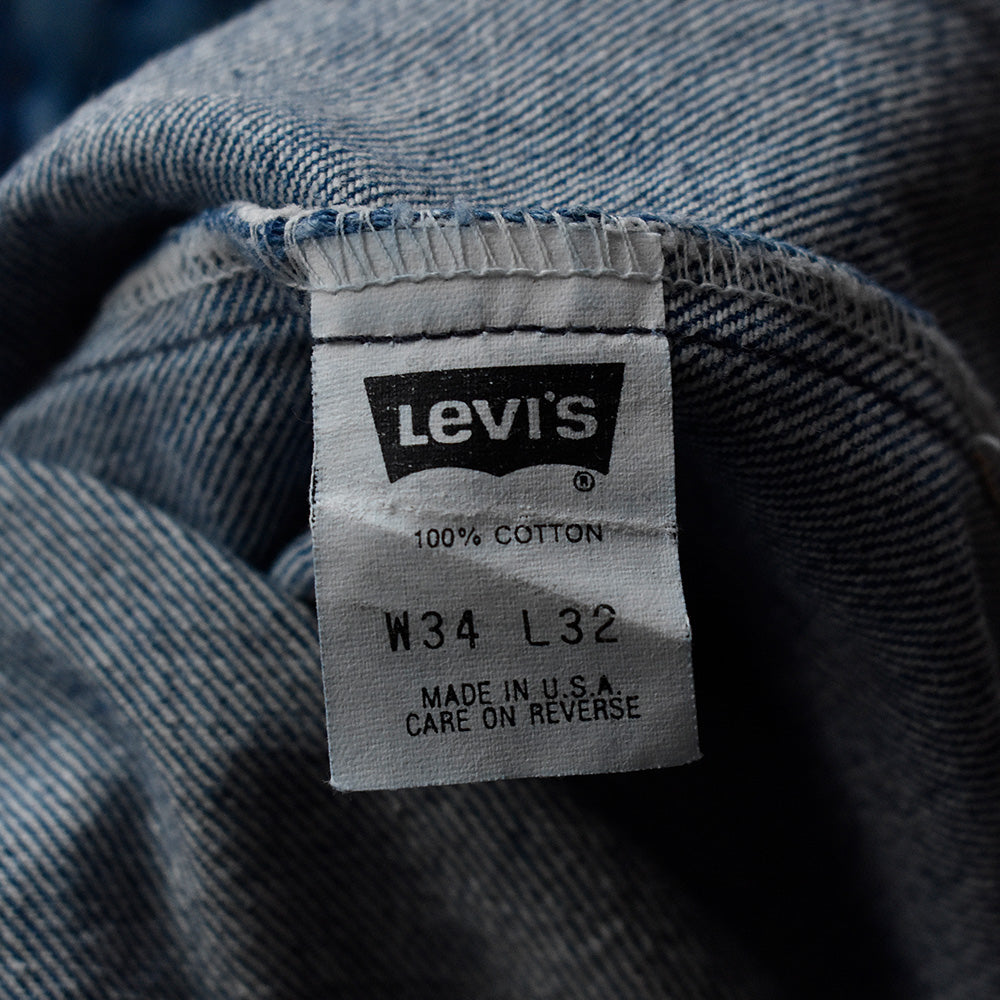 LEVI'S
®
100% COTTON
W34 L32
MADE IN U.S.A.
CARE ON REVERSE